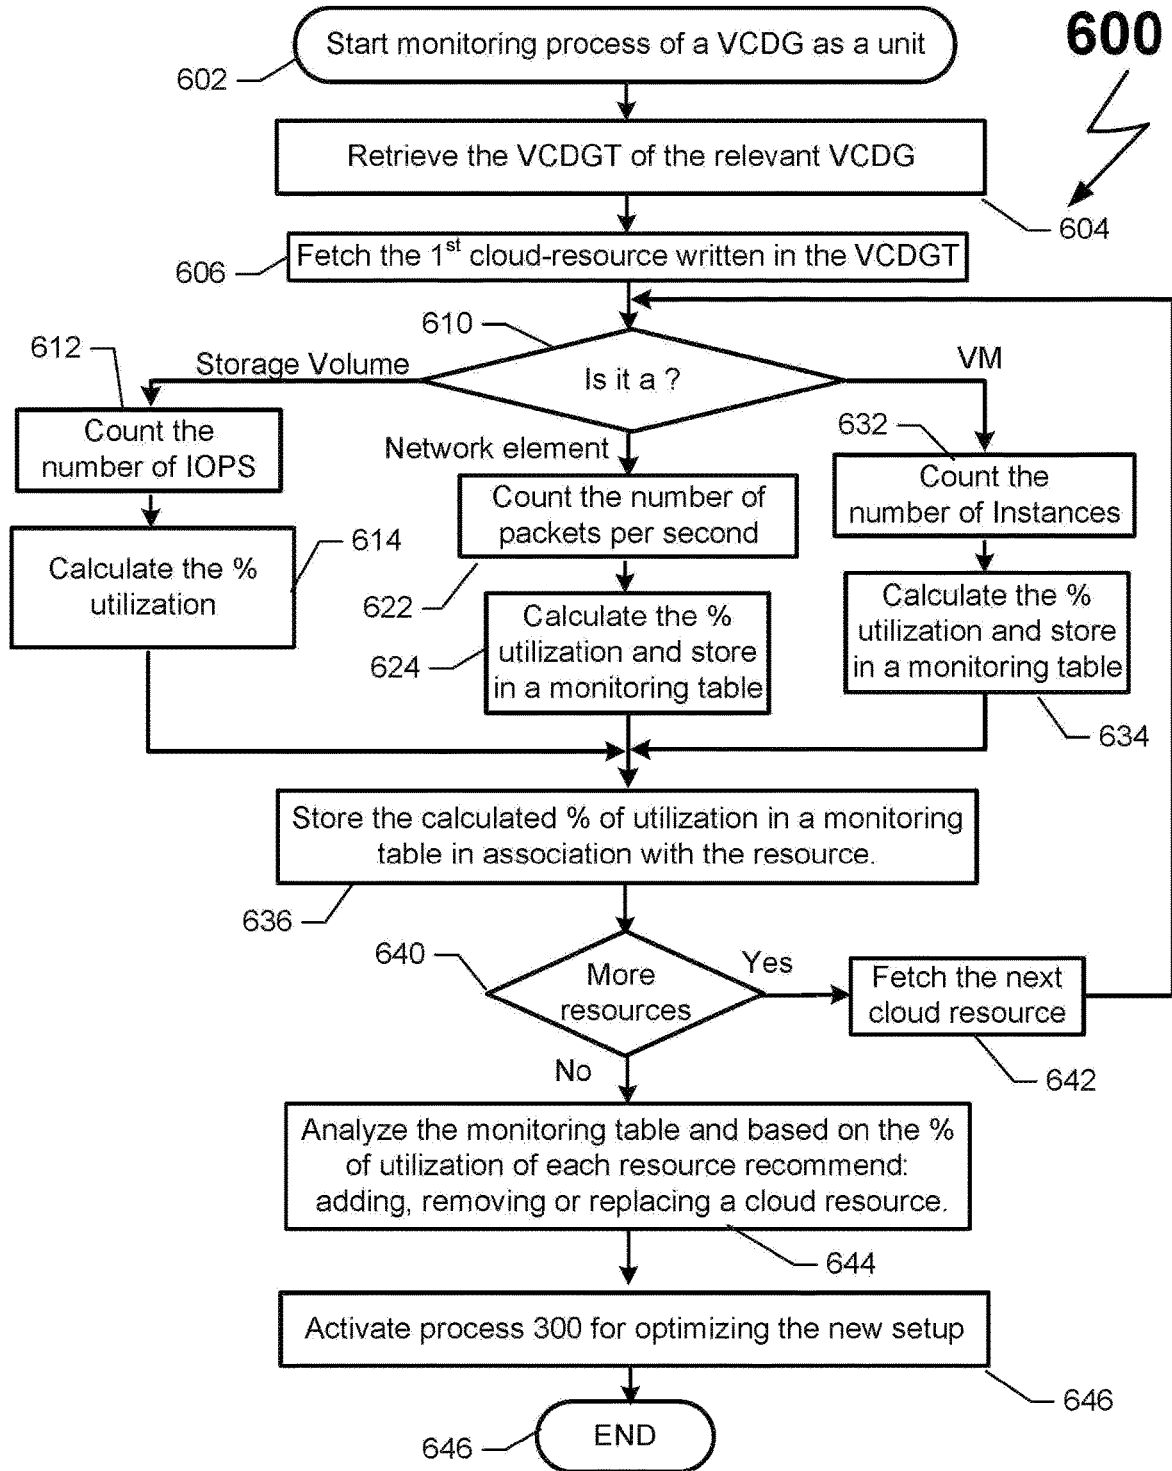 600
Start monitoring process of a VCDG as a unit
602
Retrieve the VCDGT of the relevant VCDG
604
Fetch the 1st cloud-resource written in the VCDGT
606
610
Is it a ?
Storage Volume
Network element
VM
612
Count the
number of IOPS
614
Calculate the %
utilization
Count the number of
packets per second
622
Calculate the %
utilization and store
in a monitoring table
624
632
Count the
number of Instances
Calculate the %
utilization and store
in a monitoring table
634
Store the calculated % of utilization in a monitoring
table in association with the resource.
636
640
More
resources
Yes
Fetch the next
cloud resource
642
No
Analyze the monitoring table and based on the %
of utilization of each resource recommend:
adding, removing or replacing a cloud resource.
644
Activate process 300 for optimizing the new setup
646
END
646